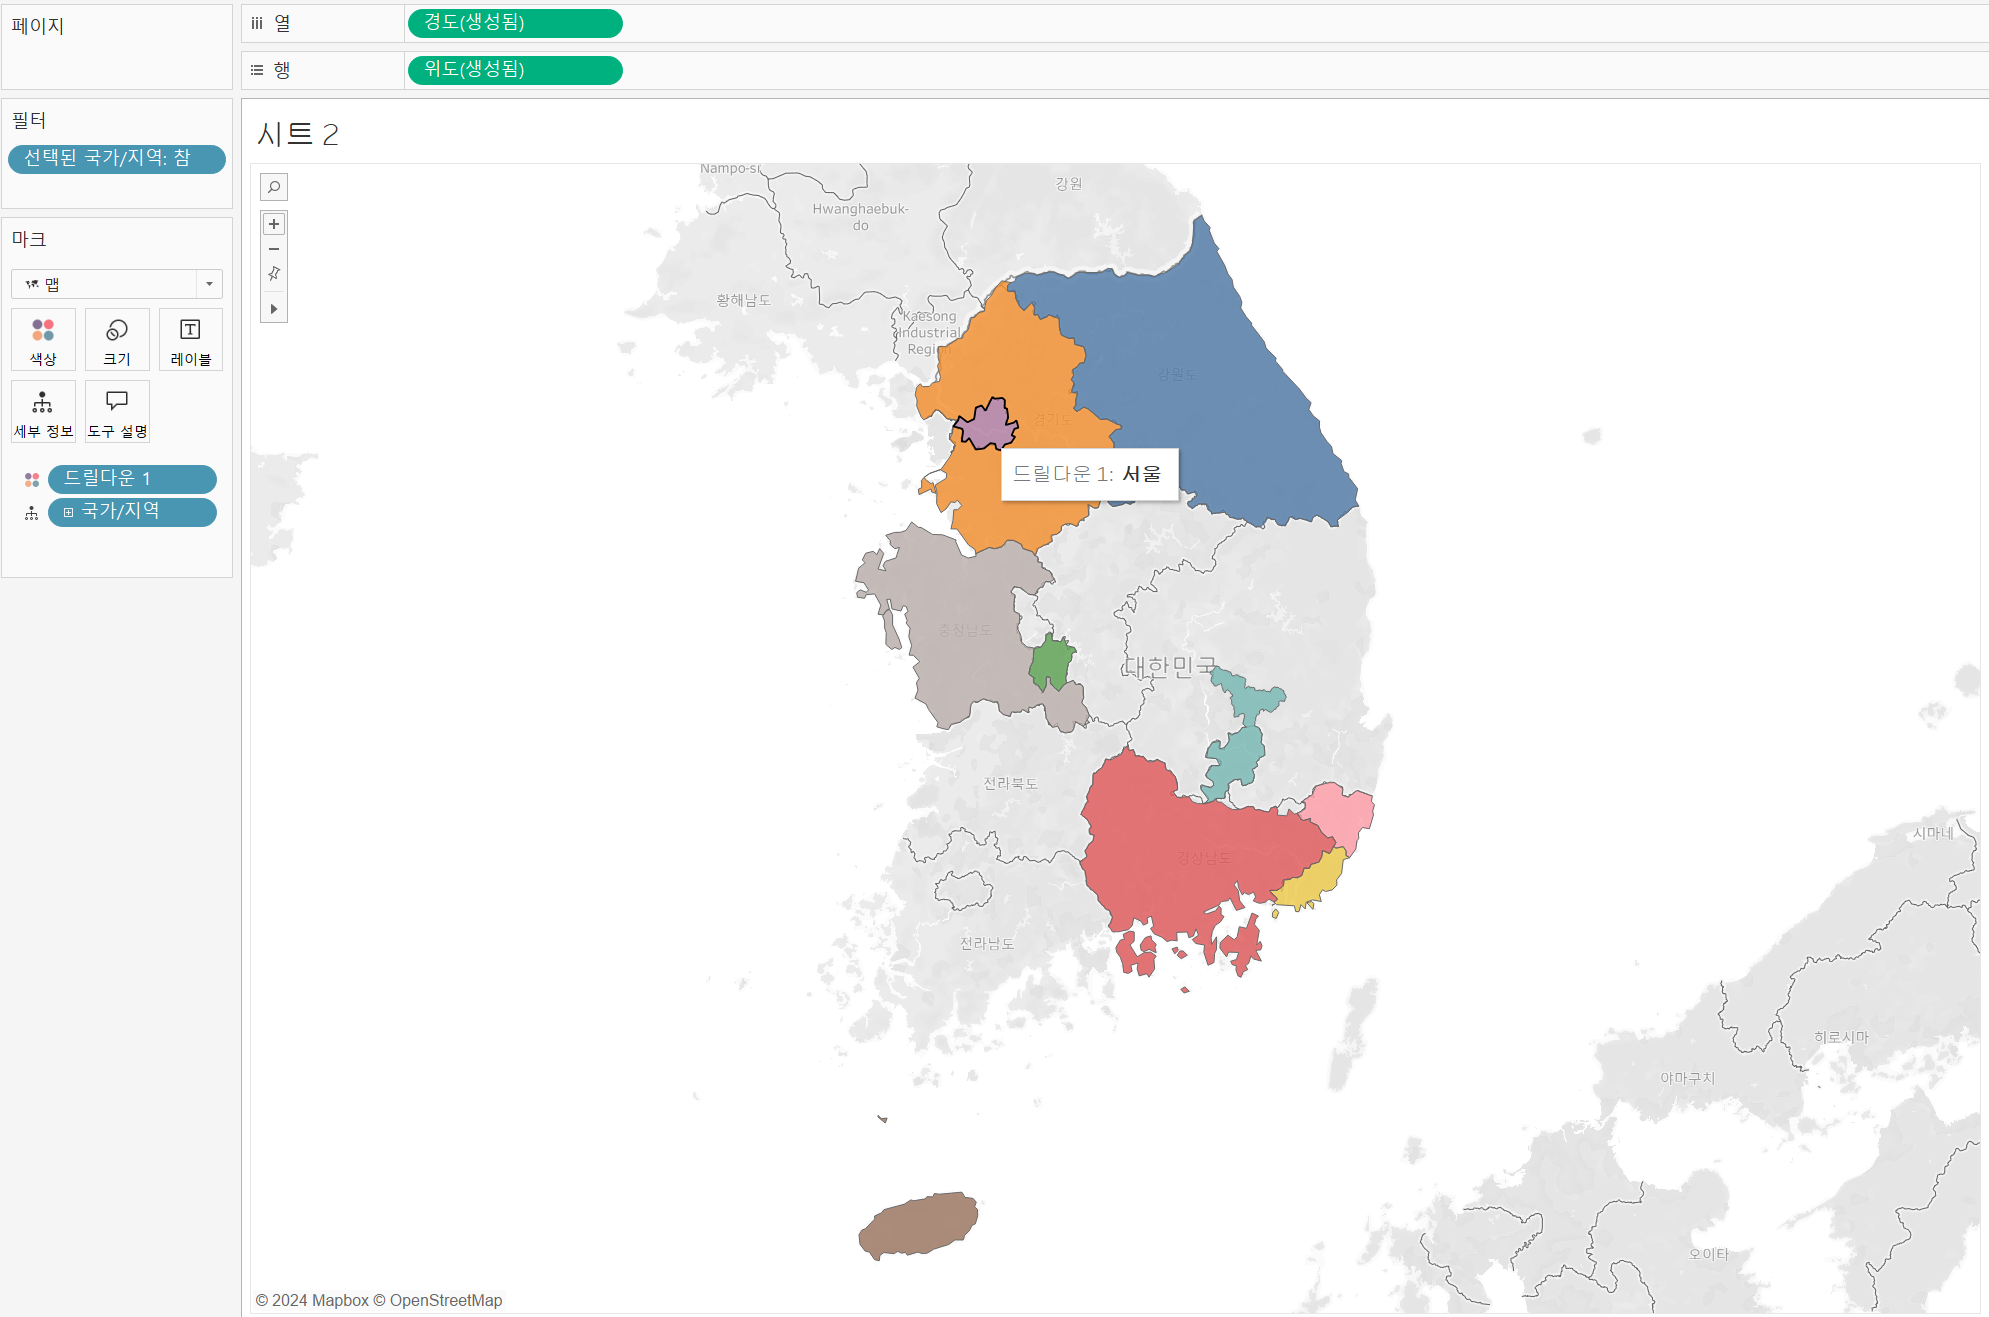 페이지
열
경도(생성됨)
행
위도(생성됨)
필터
선택된 국가/지역: 참
마크
맵
색상
크기
레이블
세부 정보
도구 설명
드릴다운 1
국가/지역
시트 2
Nampo-si
강원
Hwanghaebuk-
do
황해남도
Kaesong
Industrial
Region
강원도
경기도
드릴다운 1: 서울
충청남도
대한민국
전라북도
경상남도
전라남도
시마네
히로시마
야마구치
오이타
© 2024 Mapbox © OpenStreetMap